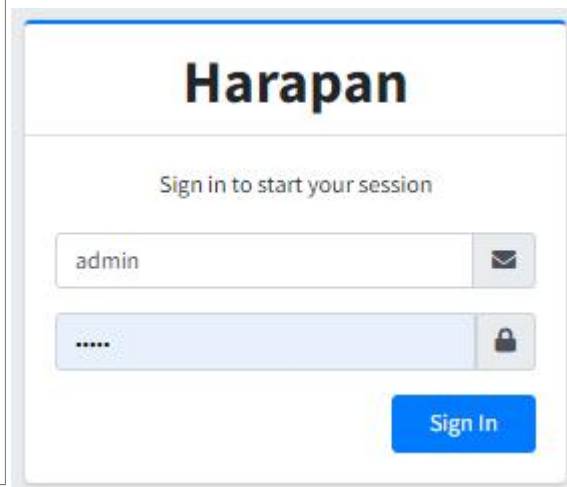 Harapan
Sign in to start your session
admin
•••••
Sign In